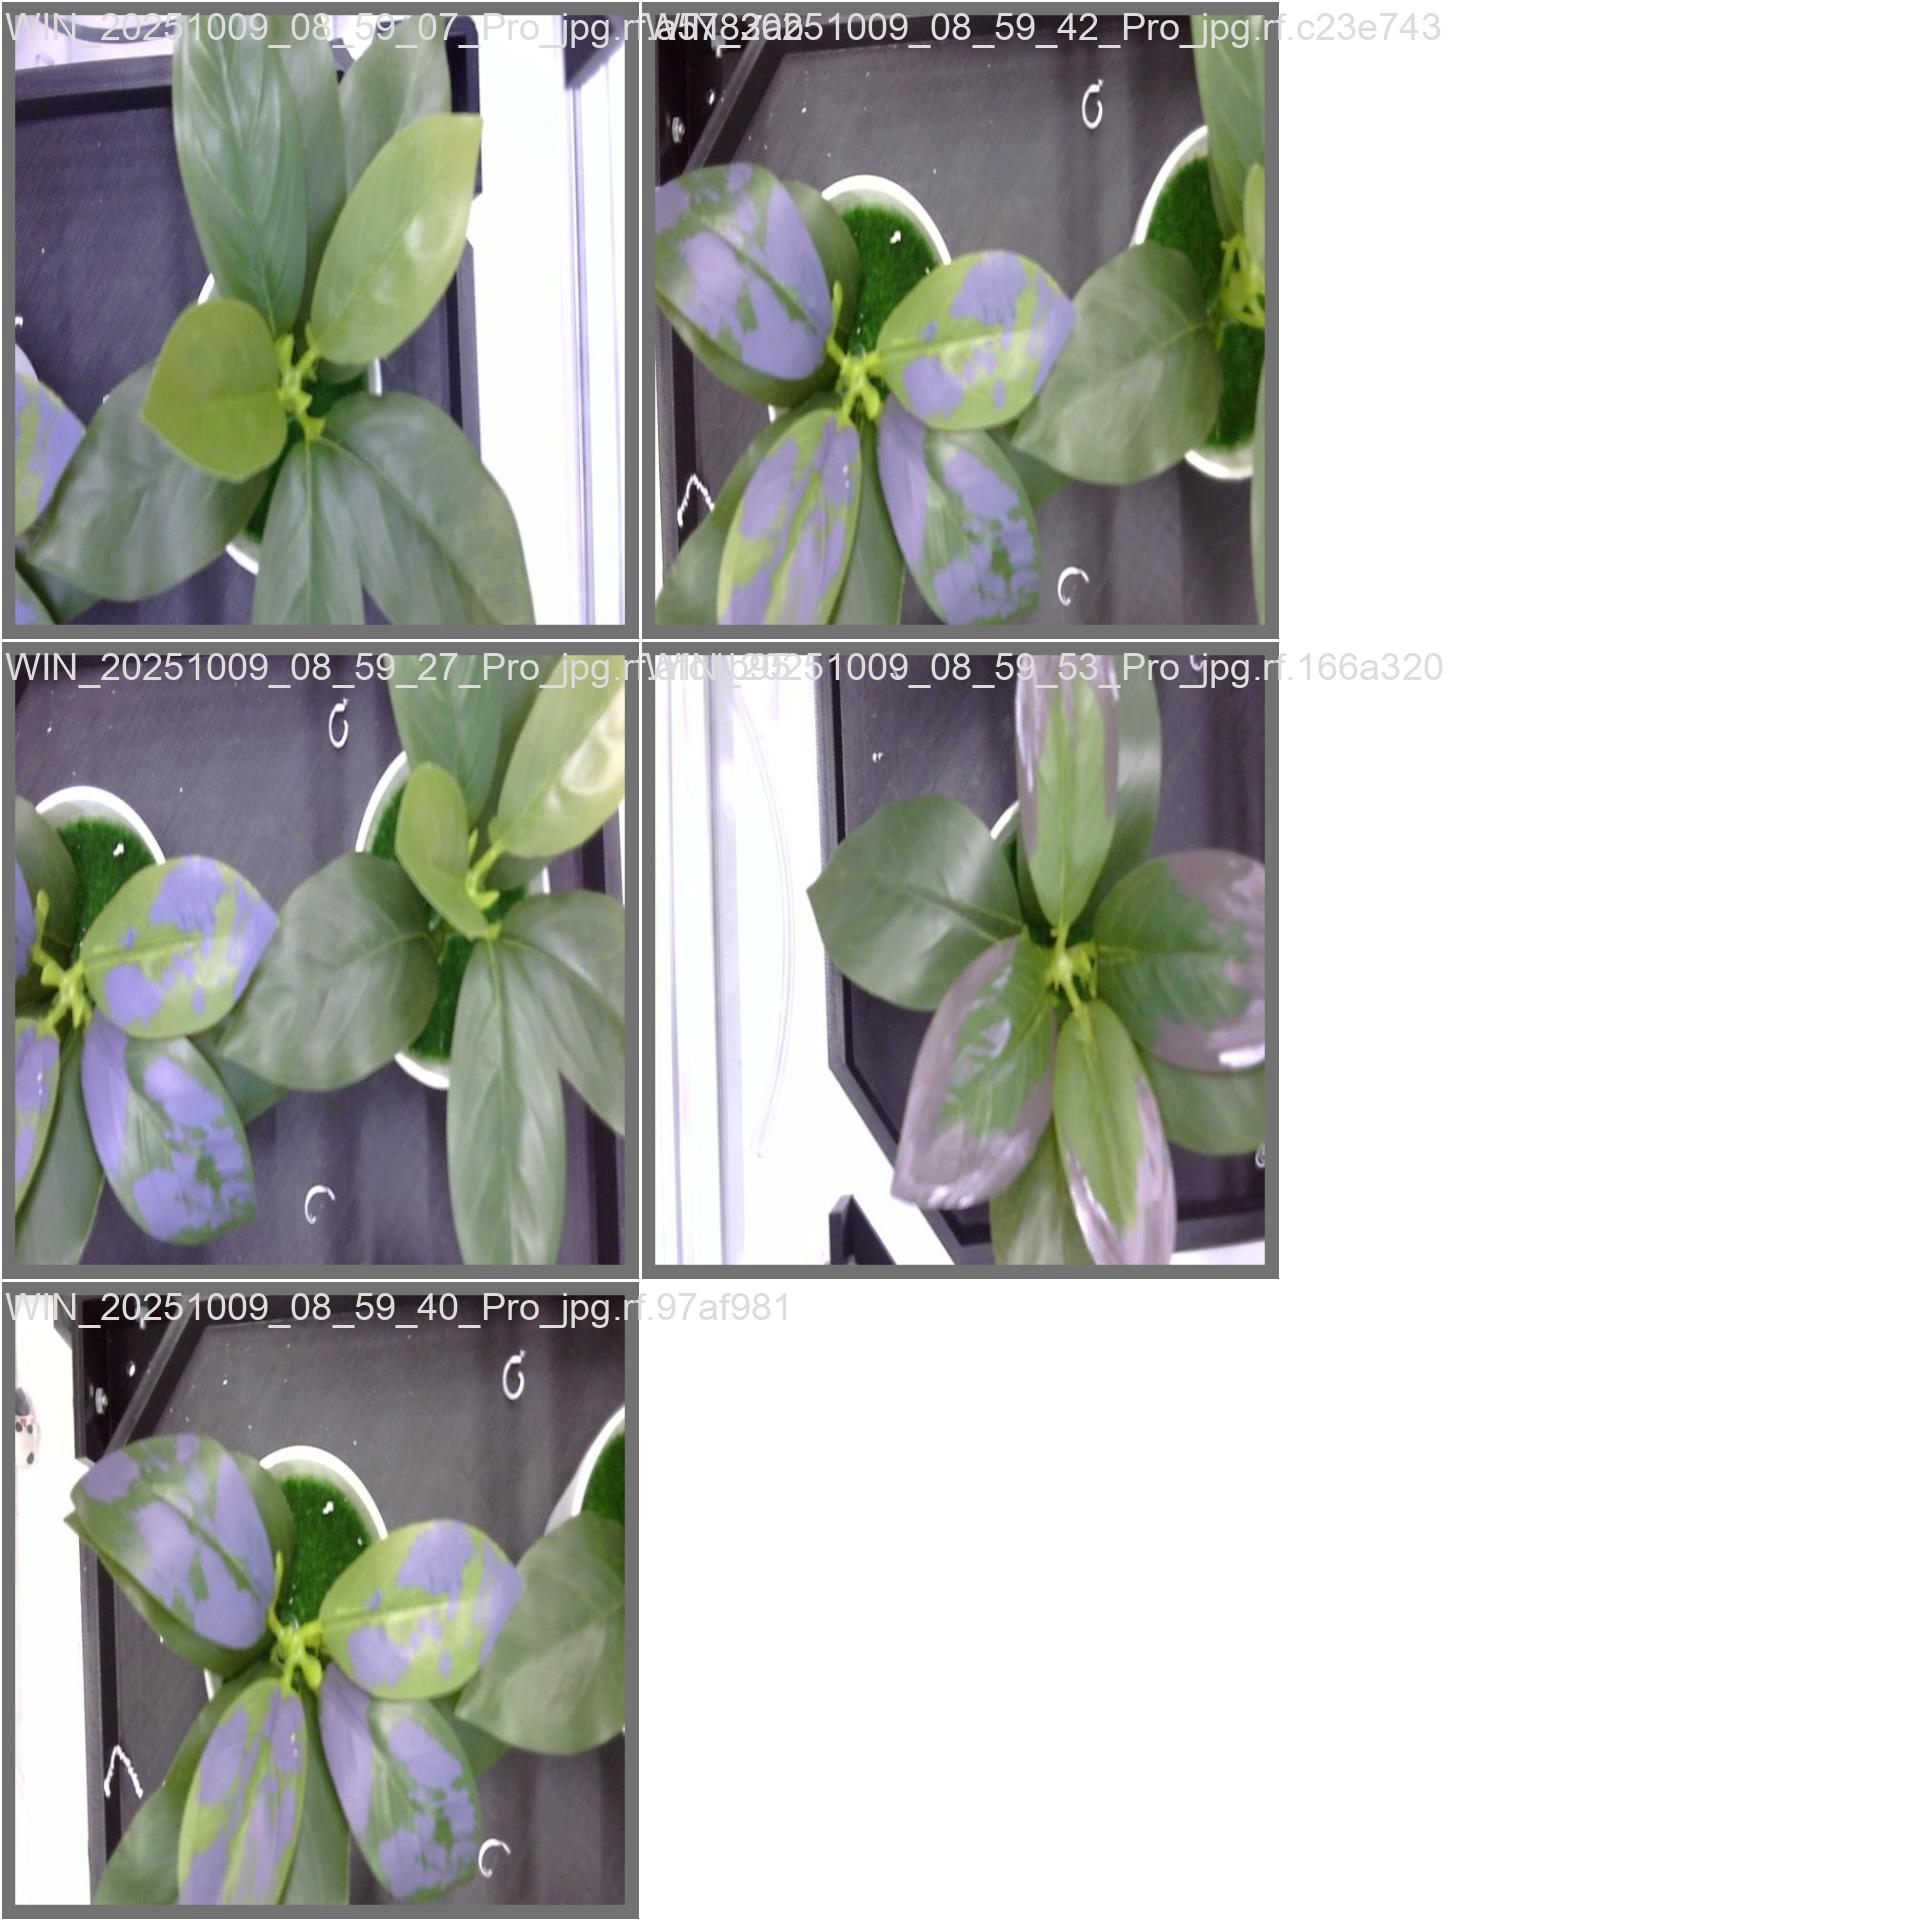 WIN_20251009_08_59_07_Pro_jpg.rf.
WIN_20251009_08_59_42_Pro_jpg.rf.c23e743
WIN_20251009_08_59_27_Pro_jpg.rf.
WIN_20251009_08_59_53_Pro_jpg.rf.166a320
WIN_20251009_08_59_40_Pro_jpg.rf.97af981